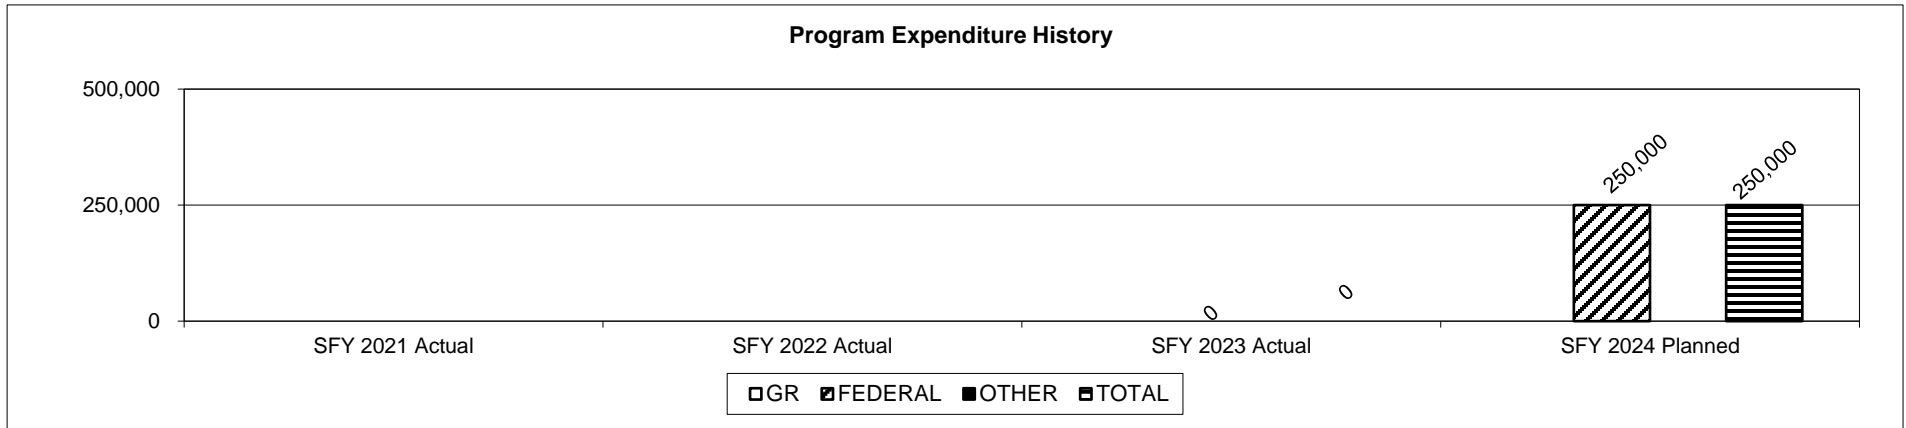 Program Expenditure History
500,000
250,000
0
250,000
250,000
0
0
SFY 2021 Actual
SFY 2022 Actual
SFY 2023 Actual
SFY 2024 Planned
GR FEDERAL OTHER TOTAL